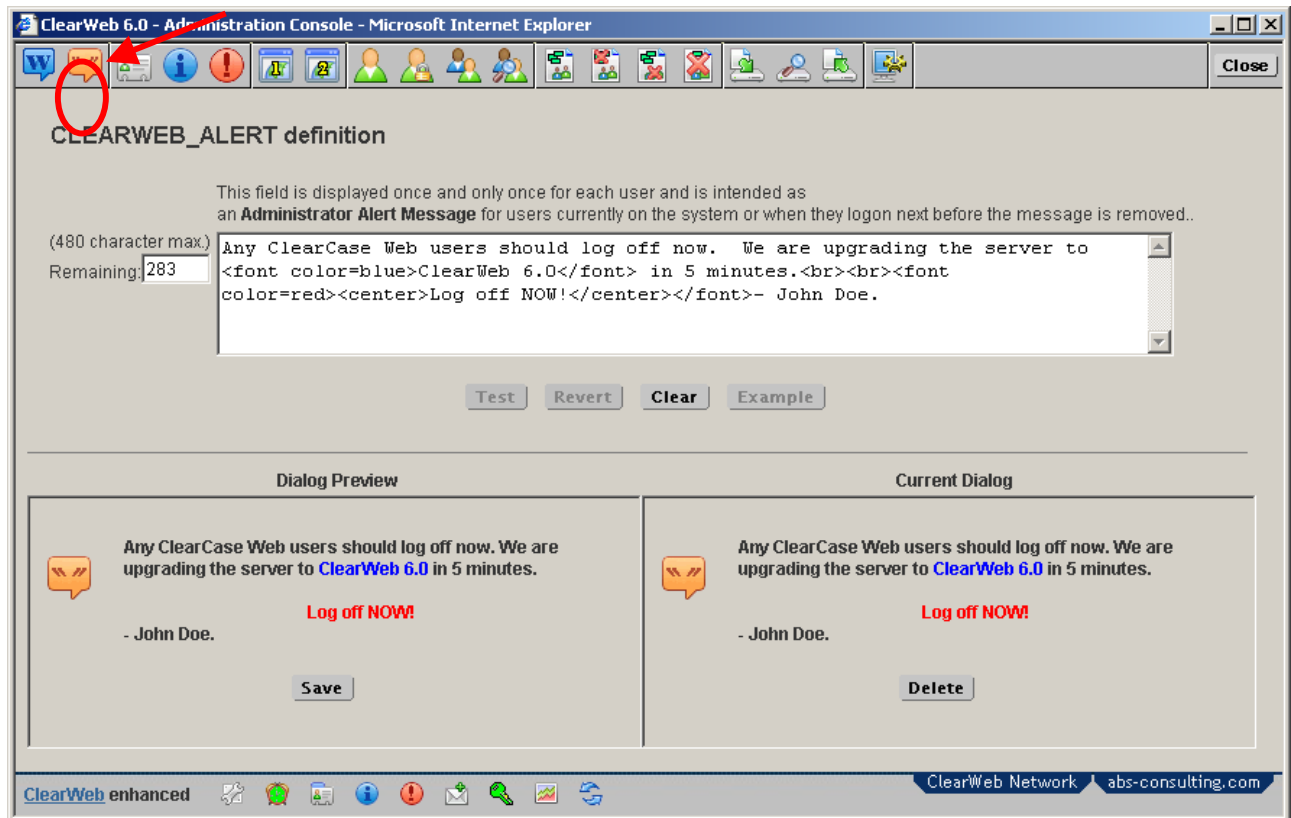 ClearWeb 6.0 - Administration Console - Microsoft Internet Explorer
W 1 2 Close
CLEARWEB_ALERT definition
This field is displayed once and only once for each user and is intended as
an Administrator Alert Message for users currently on the system or when they logon next before the message is removed..
(480 character max.)
Remaining: 283
Any ClearCase Web users should log off now.  We are upgrading the server to
<font color=blue>ClearWeb 6.0</font> in 5 minutes.<br><br><font
color=red><center>Log off NOW!</center></font>- John Doe.
Test Revert Clear Example
Dialog Preview Current Dialog
Any ClearCase Web users should log off now. We are
upgrading the server to ClearWeb 6.0 in 5 minutes.
Log off NOW!
- John Doe.
Save
Any ClearCase Web users should log off now. We are
upgrading the server to ClearWeb 6.0 in 5 minutes.
Log off NOW!
- John Doe.
Delete
ClearWeb enhanced
ClearWeb Network abs-consulting.com